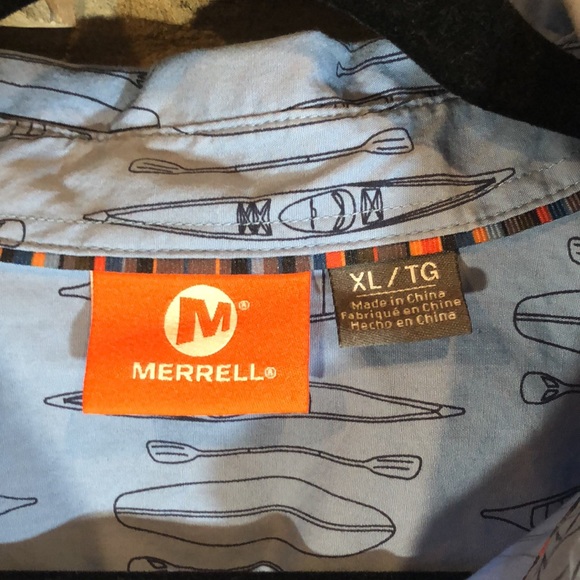 M®
MERRELL®
XL/TG
Made in China
Fabriqué en Chine
Hecho en China